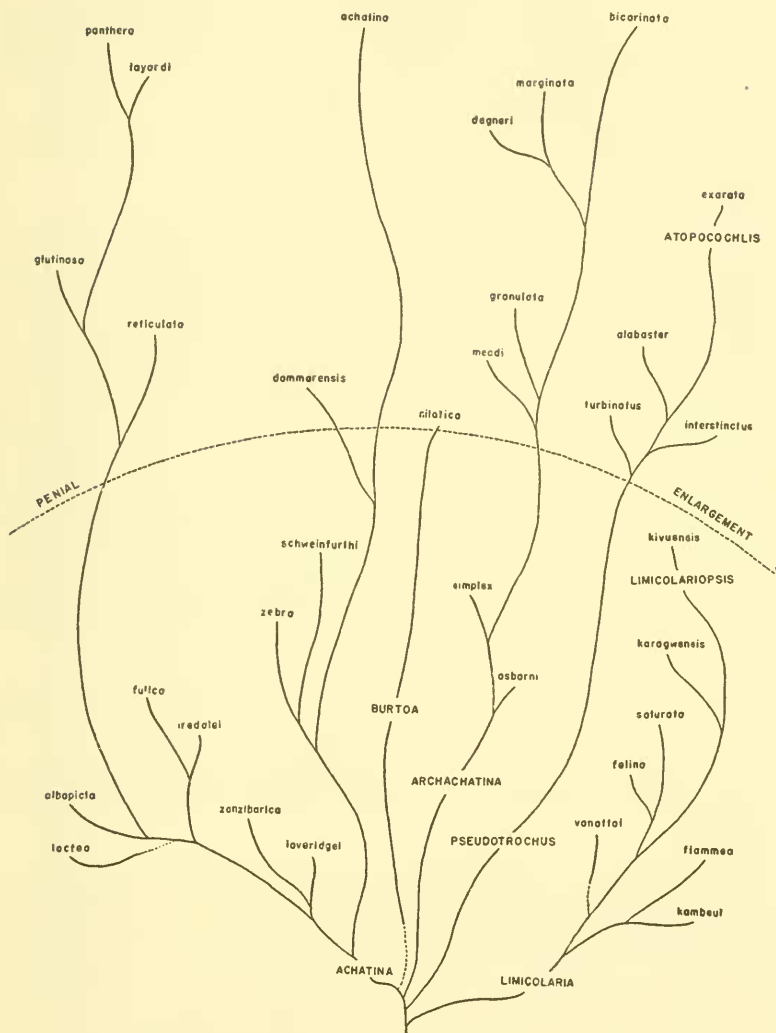 panthera
layardi
achatina
bicarinata
marginata
degneri
exarata
ATOPOCOCHLIS
glutinosa
reticulata
granulata
meadi
alabaster
dammarensis
nilotica
turbinatus
interstinctus
PENIAL
ENLARGEMENT
schweinfurthi
kivuensis
LIMICOLARIOPSIS
simplex
zebra
karagwensis
osborni
fulica
iredalei
BURTOA
saturata
felina
ARCHACHATINA
albopicta
zanzibarica
vanattai
lactea
loveridgei
PSEUDOTROCHUS
flammea
kambeul
ACHATINA
LIMICOLARIA